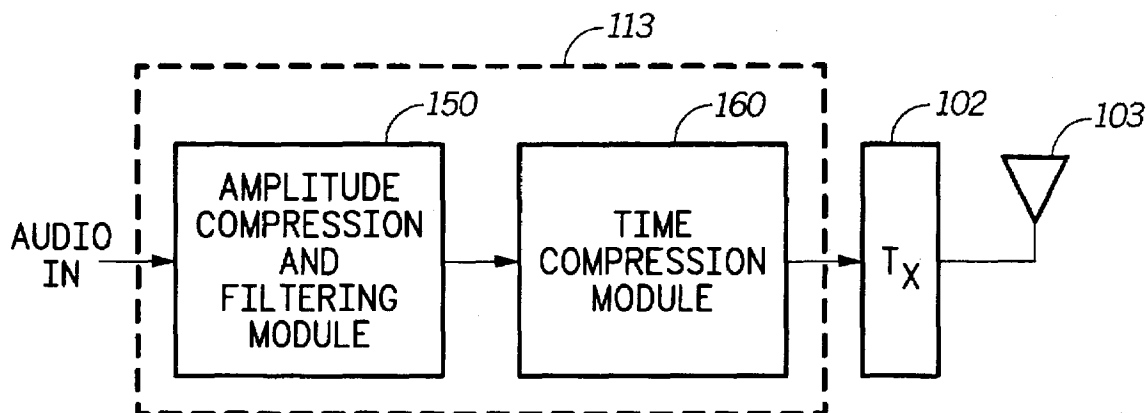 113
150
160
102
103
AUDIO
IN
AMPLITUDE
COMPRESSION
AND
FILTERING
MODULE
TIME
COMPRESSION
MODULE
TX